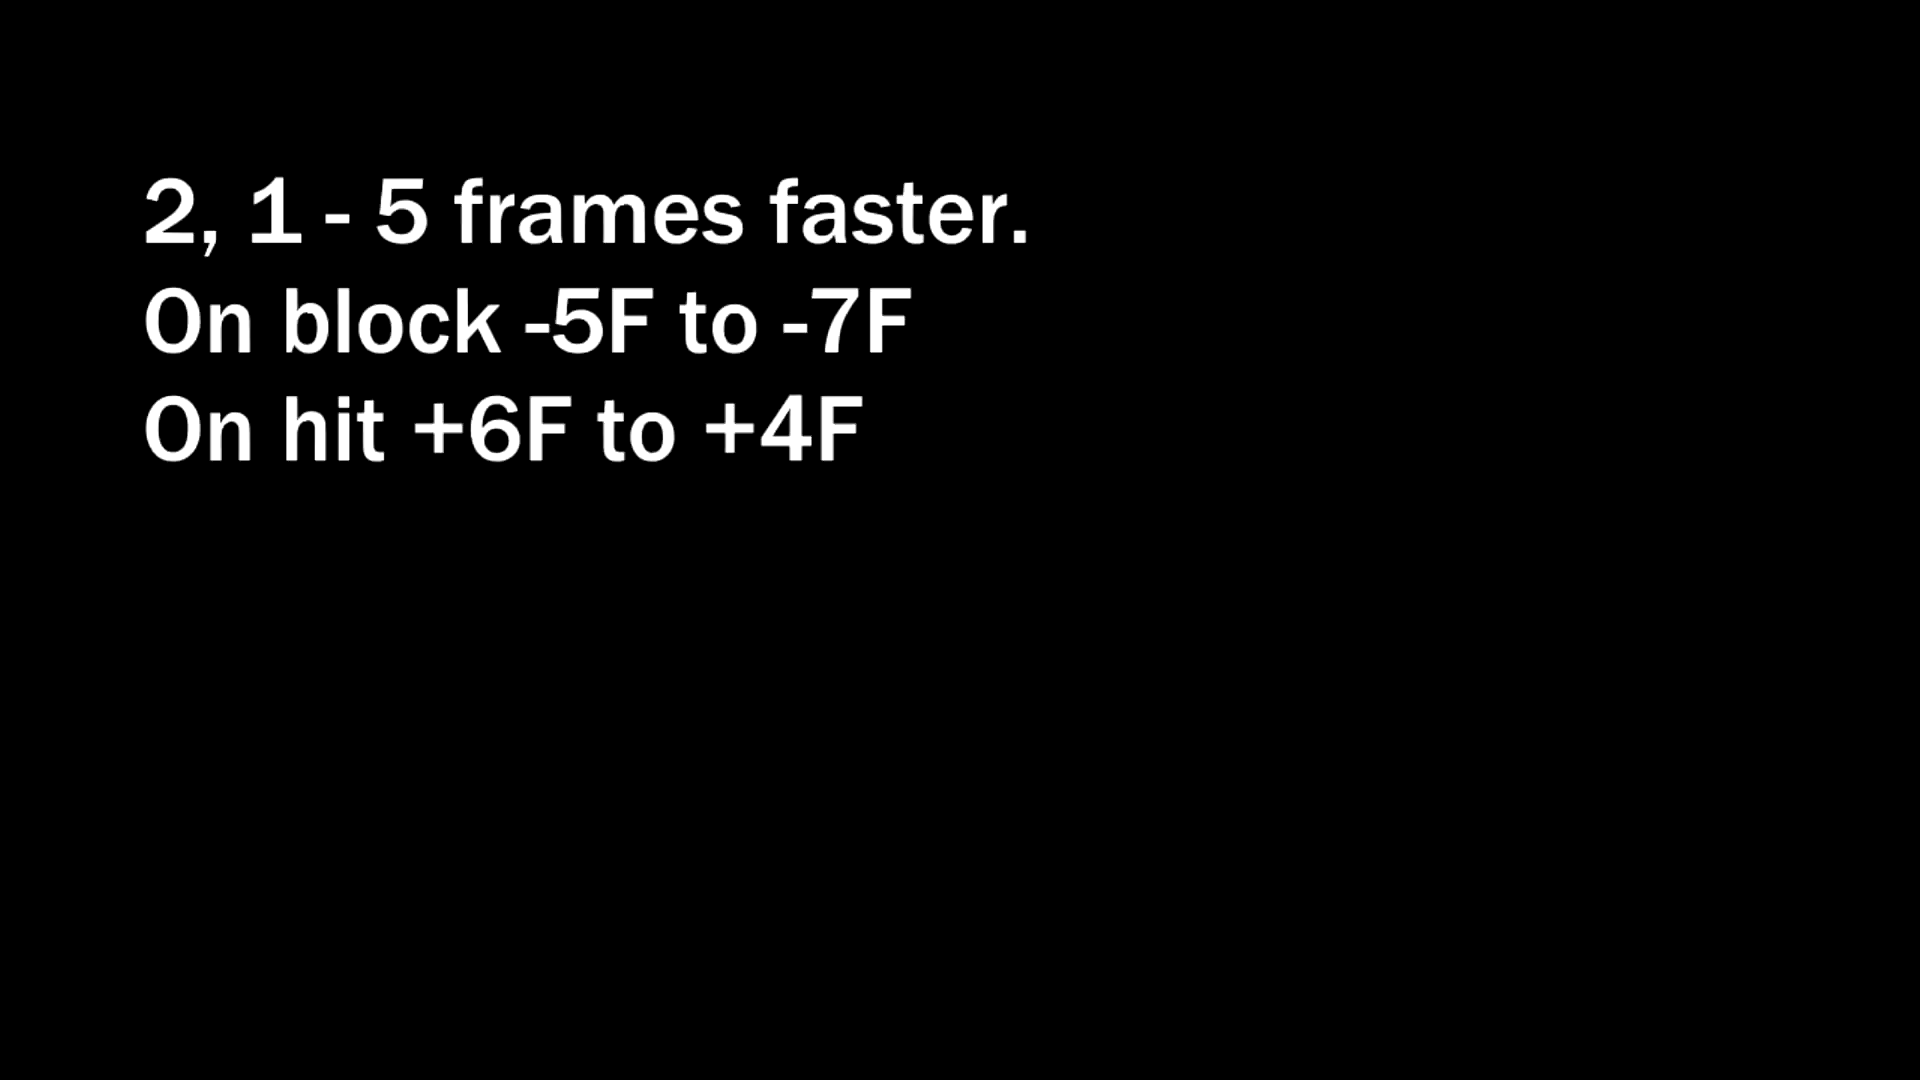 2, 1 - 5 frames faster.
On block -5F to -7F
On hit +6F to +4F